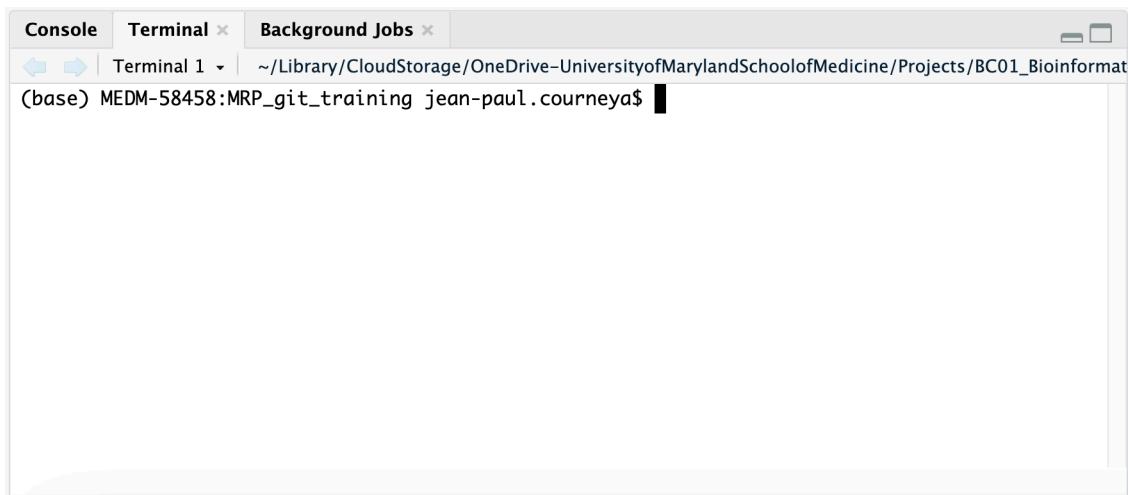 Console Terminal × Background Jobs ×
Terminal 1 ~/Library/CloudStorage/OneDrive-UniversityofMarylandSchoolofMedicine/Projects/BC01_Bioinformat
(base) MEDM-58458:MRP_git_training jean-paul.courneya$